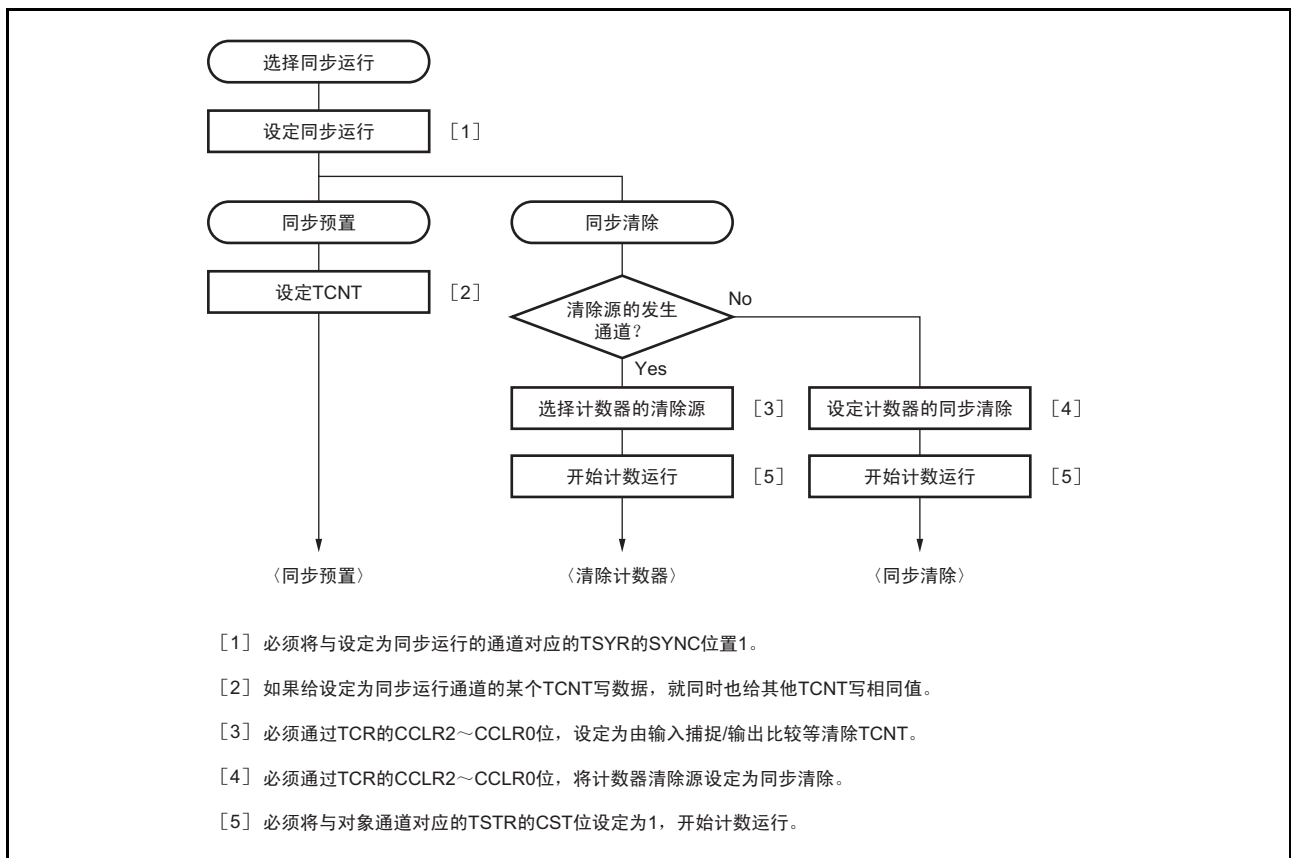 选择同步运行
设定同步运行 [1]
同步预置 同步清除
设定TCNT [2]
清除源的发生
通道?
No
Yes
选择计数器的清除源 [3] 设定计数器的同步清除 [4]
开始计数运行 [5] 开始计数运行 [5]
〈同步预置〉 〈清除计数器〉 〈同步清除〉
[1] 必须将与设定为同步运行的通道对应的TSYR的SYNC位置1。
[2] 如果给设定为同步运行通道的某个TCNT写数据，就同时也给其他TCNT写相同值。
[3] 必须通过TCR的CCLR2～CCLR0位，设定为由输入捕捉/输出比较等清除TCNT。
[4] 必须通过TCR的CCLR2～CCLR0位，将计数器清除源设定为同步清除。
[5] 必须将与对象通道对应的TSTR的CST位设定为1，开始计数运行。